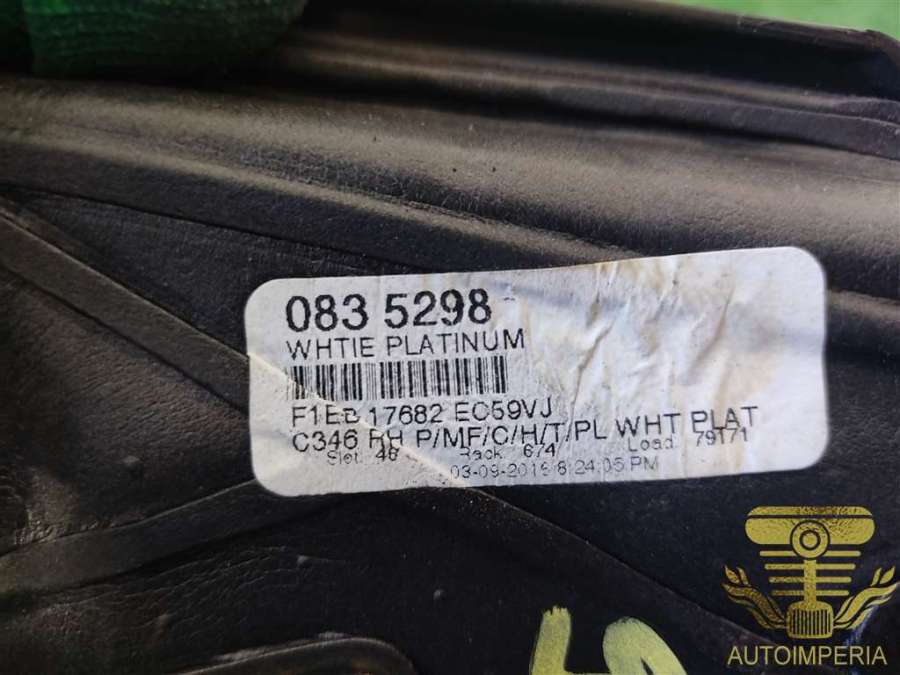 083 5298
WHTIE PLATINUM
F1EB 17682 EC59VJ
C346 RH P/MF/C/H/T/PL WHT PLAT
Slot: 46 Rack: 674 Load: 79171
03-09-2016 8:24:05 PM
AUTOIMPERIA